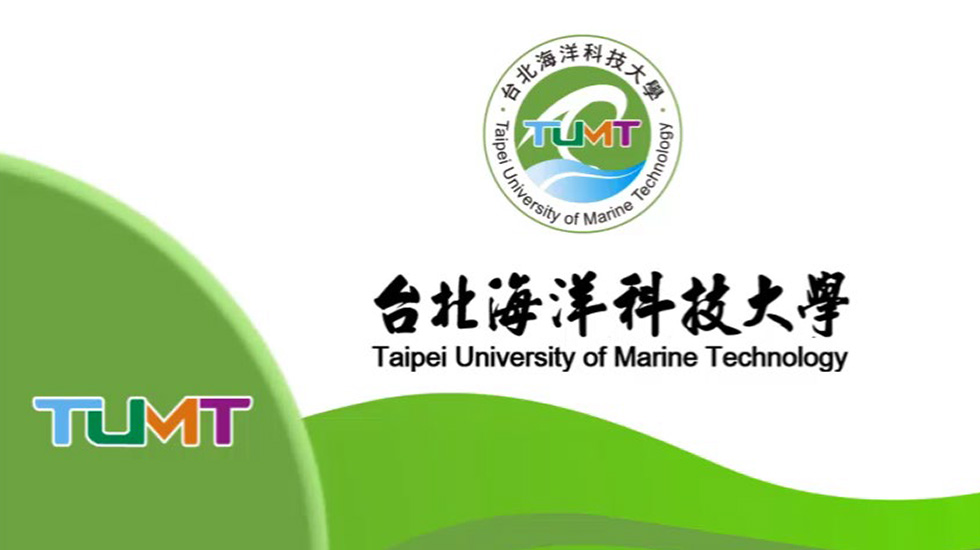 台北海洋科技大學
TUMT
Taipei University of Marine Technology
台北海洋科技大學
Taipei University of Marine Technology
TUMT